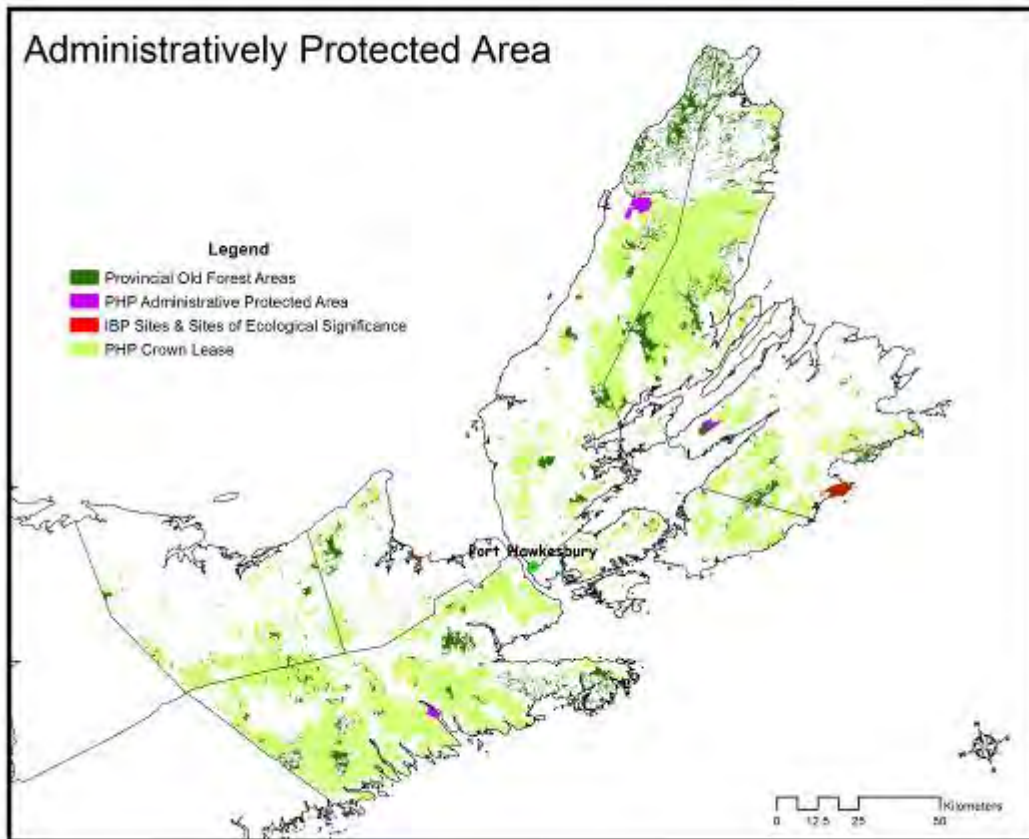 Administratively Protected Area
Legend
Provincial Old Forest Areas
PHP Administrative Protected Area
IBP Sites & Sites of Ecological Significance
PHP Crown Lease
Port Hawkesbury
Kilometers
0 12.5 25 50